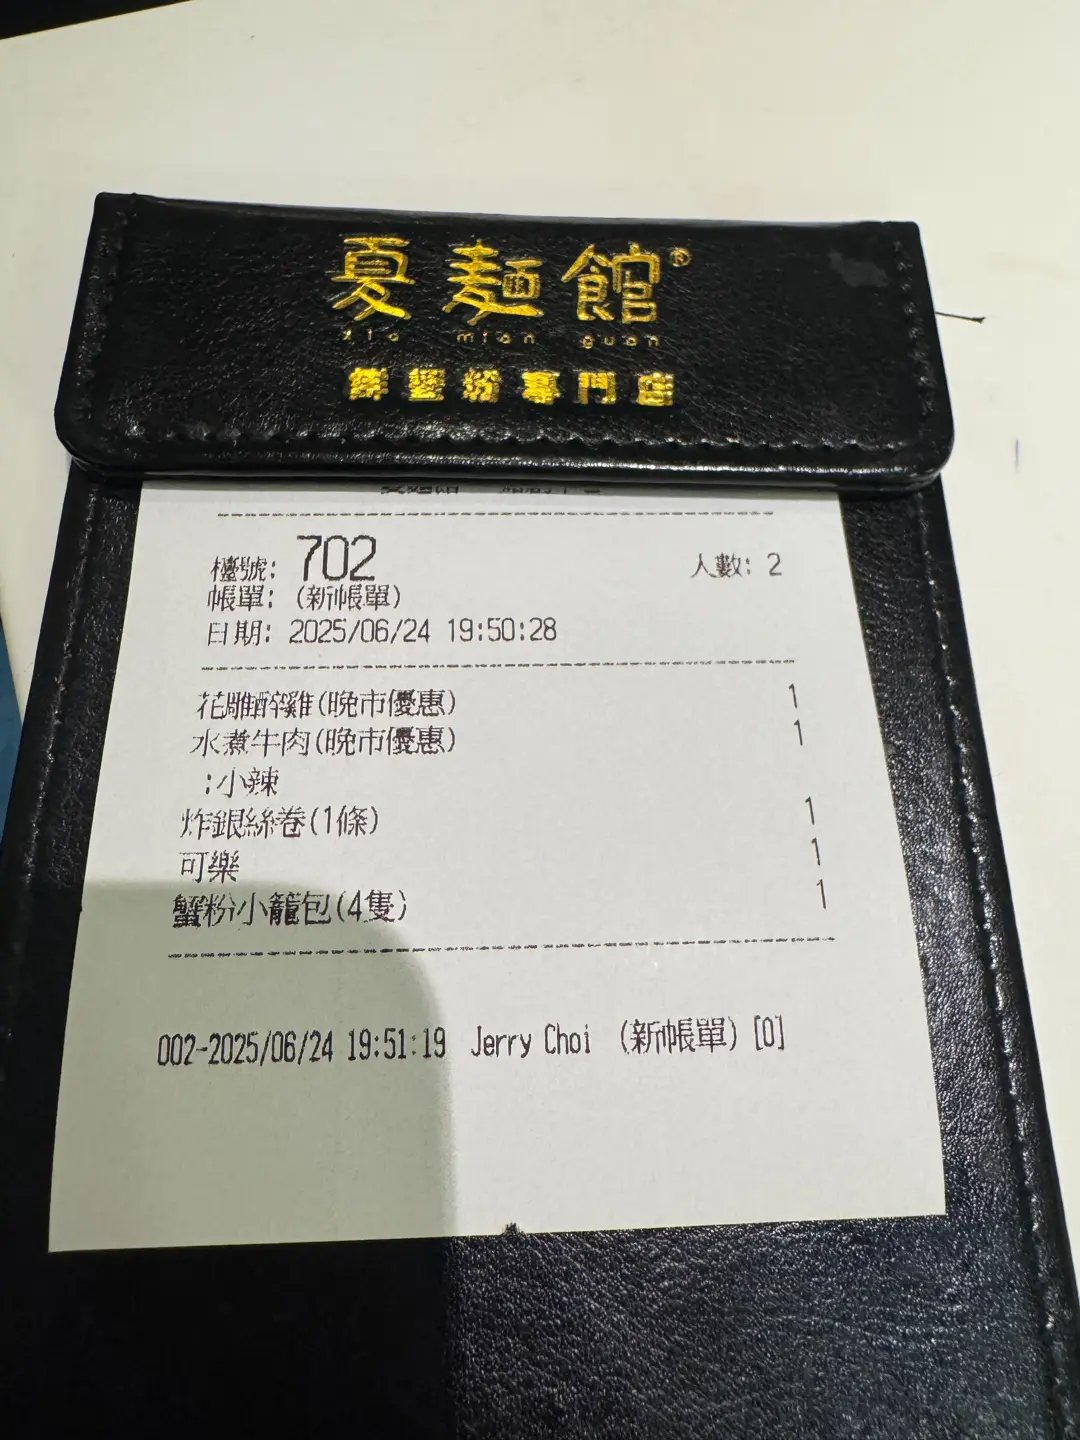 夏麵館®
xia mian guan
鮮蟹粉專門店
檯號: 702 人數: 2
帳單: (新帳單)
日期: 2025/06/24 19:50:28
花雕醉雞(晚市優惠) 1
水煮牛肉(晚市優惠) 1
:小辣
炸銀絲卷(1條) 1
可樂 1
蟹粉小籠包(4隻) 1
002-2025/06/24 19:51:19 Jerry Choi (新帳單) [0]